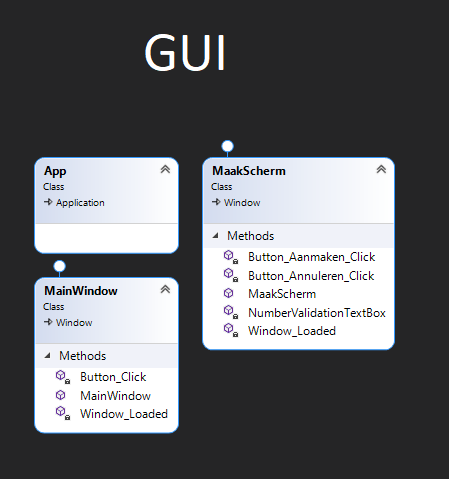 GUI
App
Class
Application
MainWindow
Class
Window
Methods
Button_Click
MainWindow
Window_Loaded
MaakScherm
Class
Window
Methods
Button_Aanmaken_Click
Button_Annuleren_Click
MaakScherm
NumberValidationTextBox
Window_Loaded